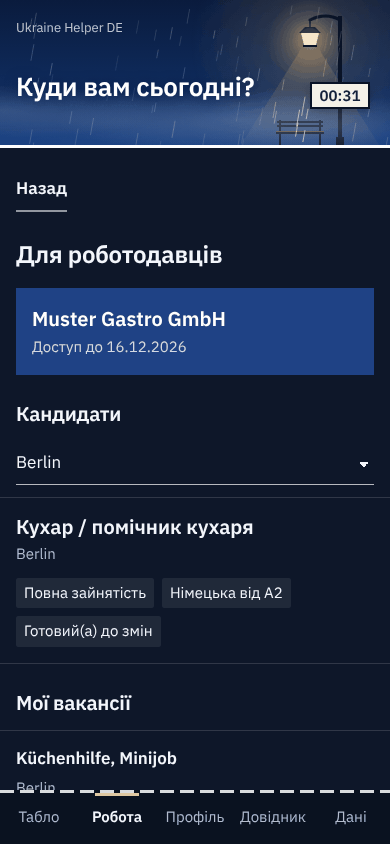 Ukraine Helper DE
Куди вам сьогодні?
00:31
Назад
Для роботодавців
Muster Gastro GmbH
Доступ до 16.12.2026
Кандидати
Berlin
Кухар / помічник кухаря
Berlin
Повна зайнятість
Німецька від A2
Готовий(а) до змін
Мої вакансії
Küchenhilfe, Minijob
Berlin
Табло
Робота
Профіль
Довідник
Дані